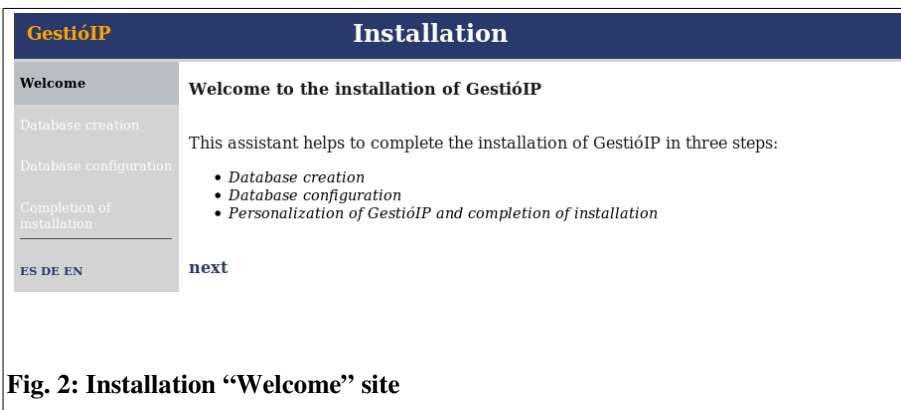 GestióIP
Installation
Welcome
Database creation
Database configuration
Completion of
installation
ES DE EN
Welcome to the installation of GestióIP
This assistant helps to complete the installation of GestióIP in three steps:
• Database creation
• Database configuration
• Personalization of GestióIP and completion of installation
next
Fig. 2: Installation “Welcome” site